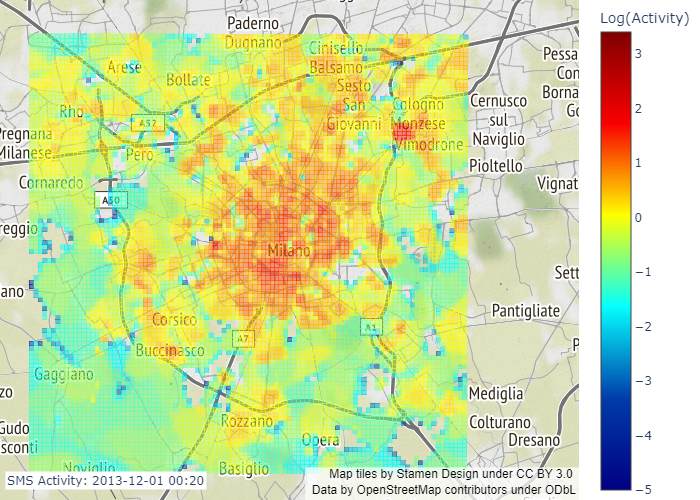 Log(Activity)
3
2
1
0
−1
−2
−3
−4
−5
Paderno
Dugnano
Cinisello
Balsamo
Pessa
Con
Borna
Go
Arese
Bollate
Sesto
San
Giovanni
Cologno
Monzese
Vimodrone
Cernusco
sul
Naviglio
Rho
A52
Pregnana
Milanese
Pero
Pioltello
Cornaredo
Vignat
A50
reggio
Milano
Sett
ano
Pantigliate
Corsico
A1
A7
P
Buccinasco
Gaggiano
zo
Mediglia
Rozzano
Colturano
Gudo
sconti
Opera
Dresano
Noviglio
Basiglio
SMS Activity: 2013-12-01 00:20
Map tiles by Stamen Design under CC BY 3.0
Data by OpenStreetMap contributors under ODbL